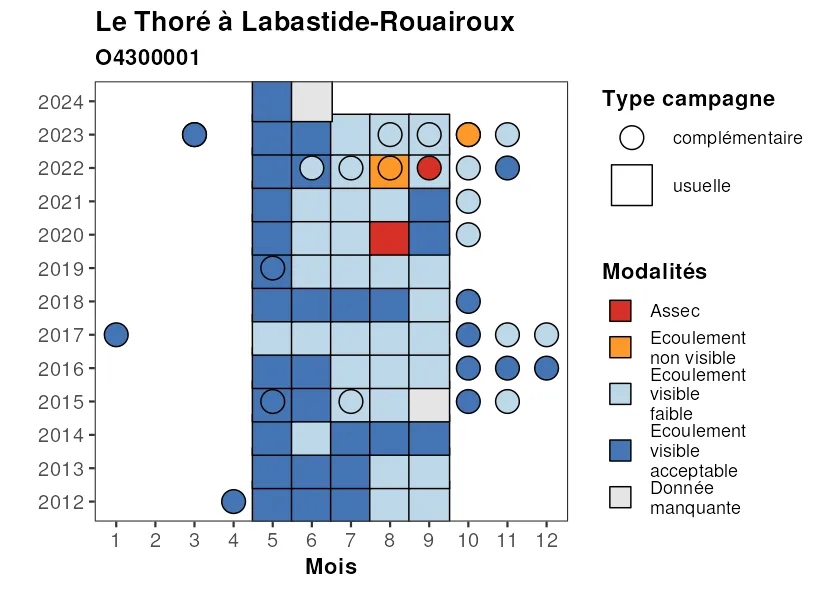 Le Thoré à Labastide-Rouairoux
O4300001
2024
2023
2022
2021
2020
2019
2018
2017
2016
2015
2014
2013
2012
1 2 3 4 5 6 7 8 9 10 11 12
Mois
Type campagne
complémentaire
usuelle
Modalités
Assec
Ecoulement
non visible
Ecoulement
visible
faible
Ecoulement
visible
acceptable
Donnée
manquante